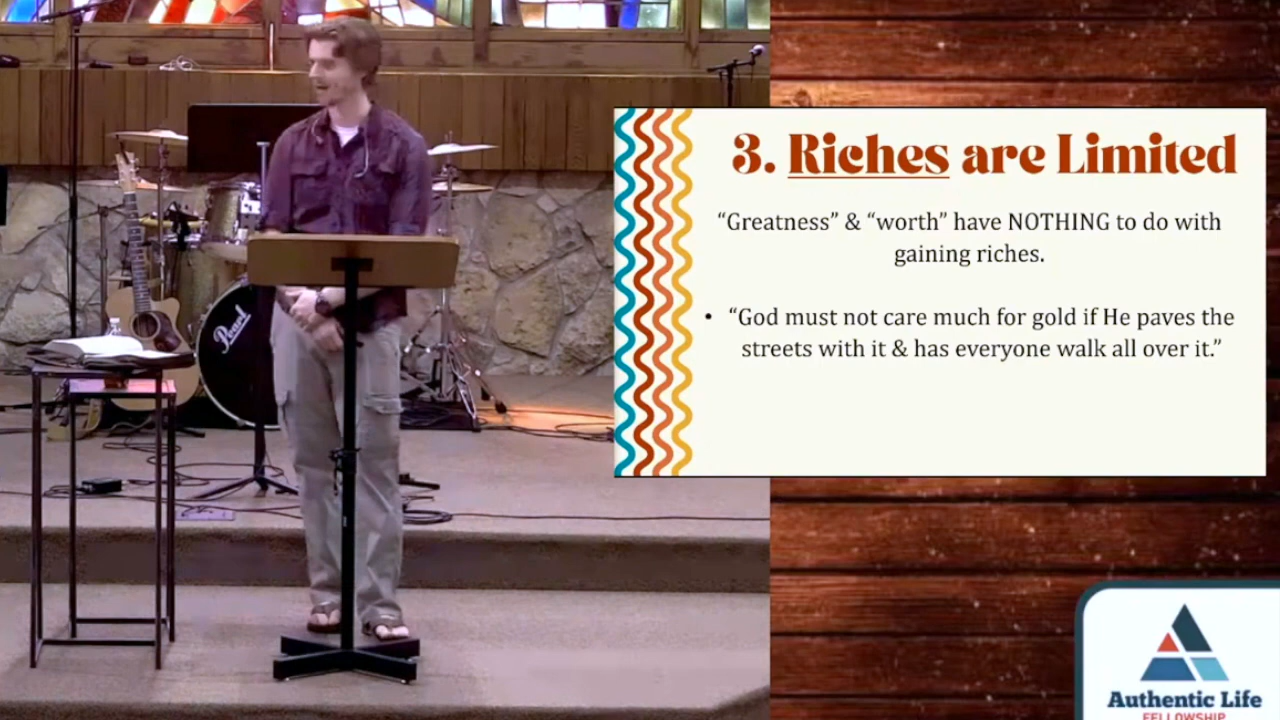 3. Riches are Limited
“Greatness” & “worth” have NOTHING to do with
gaining riches.
• “God must not care much for gold if He paves the
streets with it & has everyone walk all over it.”
Pearl
Authentic Life
FELLOWSHIP